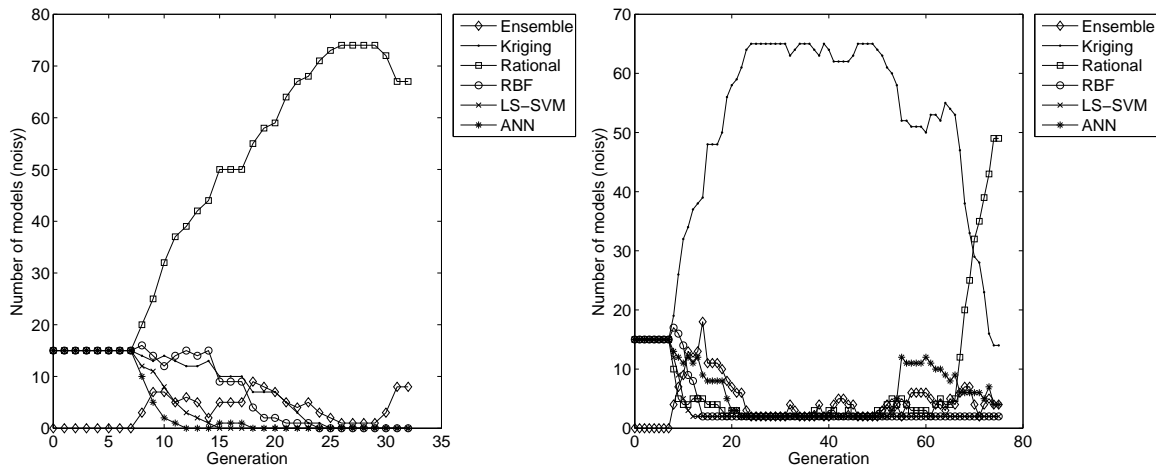 80
70
60
50
40
30
20
10
0
Number of models (noisy)
0 5 10 15 20 25 30 35
Generation
Ensemble
Kriging
Rational
RBF
LS−SVM
ANN
70
60
50
40
30
20
10
0
Number of models (noisy)
0 20 40 60 80
Generation
Ensemble
Kriging
Rational
RBF
LS−SVM
ANN